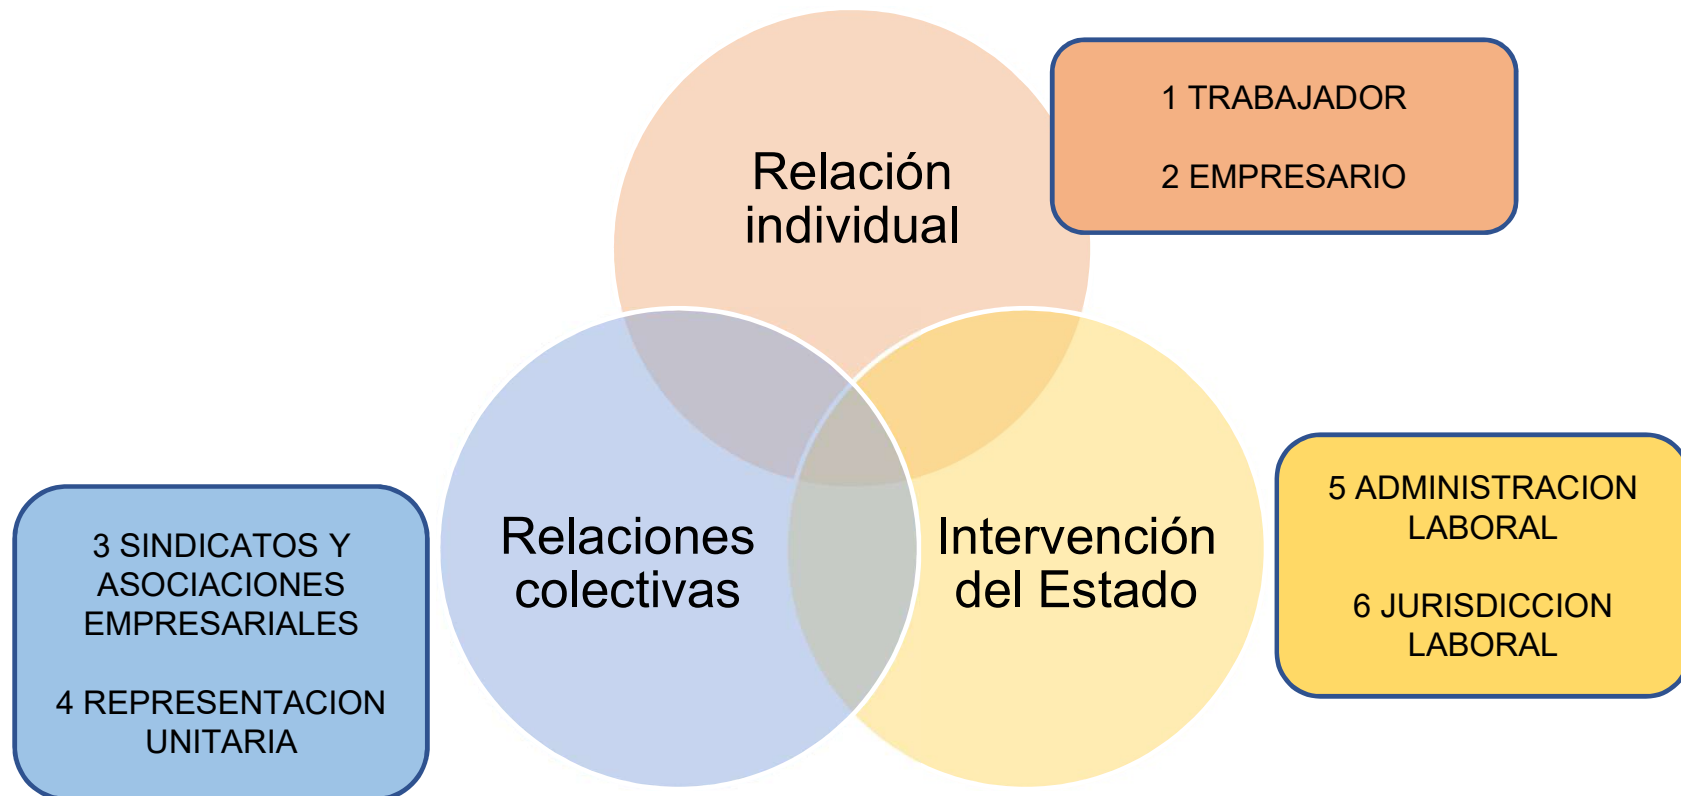 Relación
individual
1 TRABAJADOR
2 EMPRESARIO
Relaciones
colectivas
3 SINDICATOS Y
ASOCIACIONES
EMPRESARIALES
4 REPRESENTACION
UNITARIA
Intervención
del Estado
5 ADMINISTRACION
LABORAL
6 JURISDICCION
LABORAL